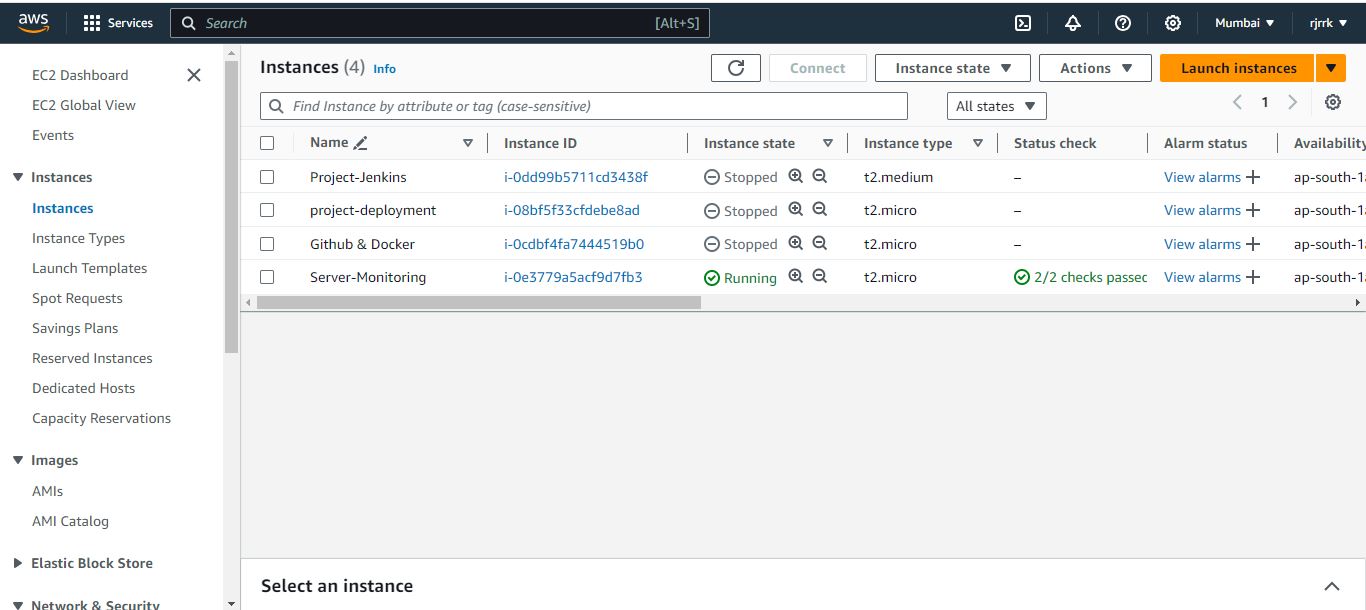 aws Services Search [Alt+S] Mumbai rjrrk
EC2 Dashboard
EC2 Global View
Events
Instances
Instances
Instance Types
Launch Templates
Spot Requests
Savings Plans
Reserved Instances
Dedicated Hosts
Capacity Reservations
Images
AMIs
AMI Catalog
Elastic Block Store
Network & Security
Instances (4) Info Connect Instance state Actions Launch instances
Find Instance by attribute or tag (case-sensitive) All states 1
Name Instance ID Instance state Instance type Status check Alarm status Availability
Project-Jenkins i-0dd99b5711cd3438f Stopped t2.medium – View alarms + ap-south-1a
project-deployment i-08bf5f33cfdebe8ad Stopped t2.micro – View alarms + ap-south-1a
Github & Docker i-0cdbf4fa7444519b0 Stopped t2.micro – View alarms + ap-south-1a
Server-Monitoring i-0e3779a5acf9d7fb3 Running t2.micro 2/2 checks passed View alarms + ap-south-1a
Select an instance